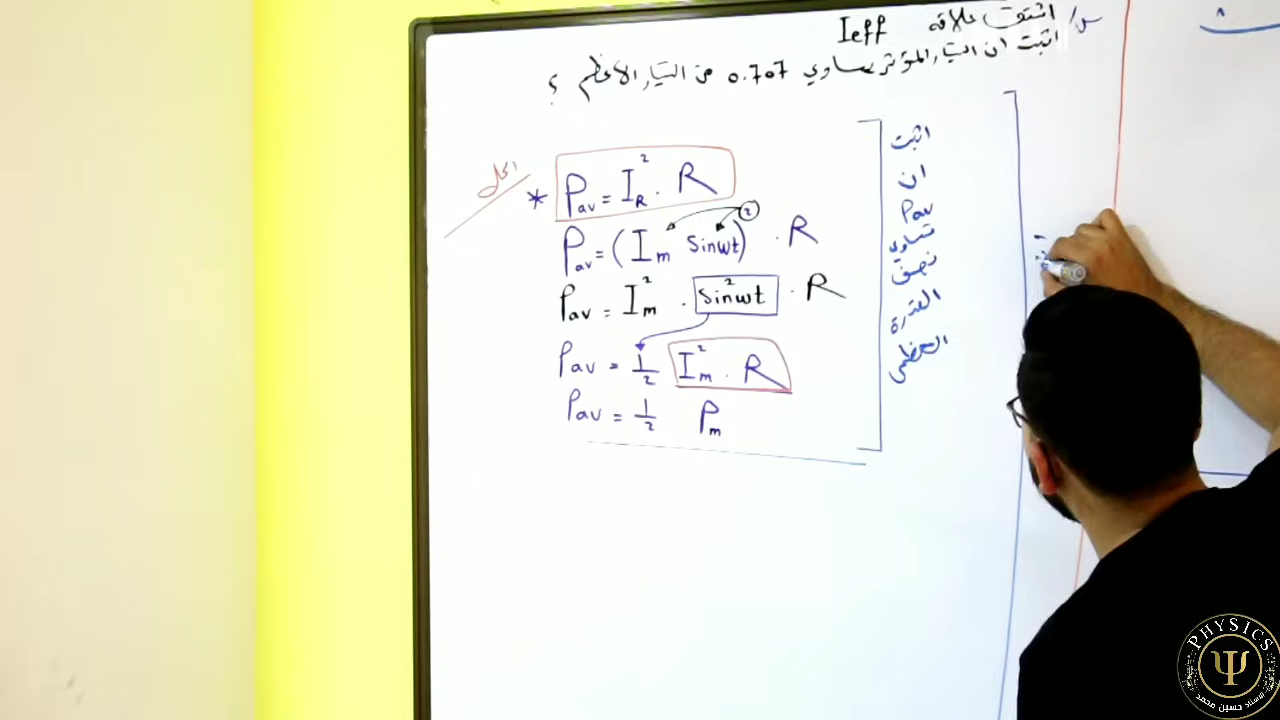 س/ اشتق علاقة Ieff
اثبت ان التيار المؤثر يساوي 0.707 من التيار الأعظم ؟
الحل
* Pav = I_R² . R
Pav = (Im Sinωt)② . R
Pav = Im² . Sin²ωt . R
Pav = 1/2 Im² . R
Pav = 1/2 Pm
اثبت
ان
Pav
تساوي
نصف
القدرة
العظمى
PHYSICS
Ψ